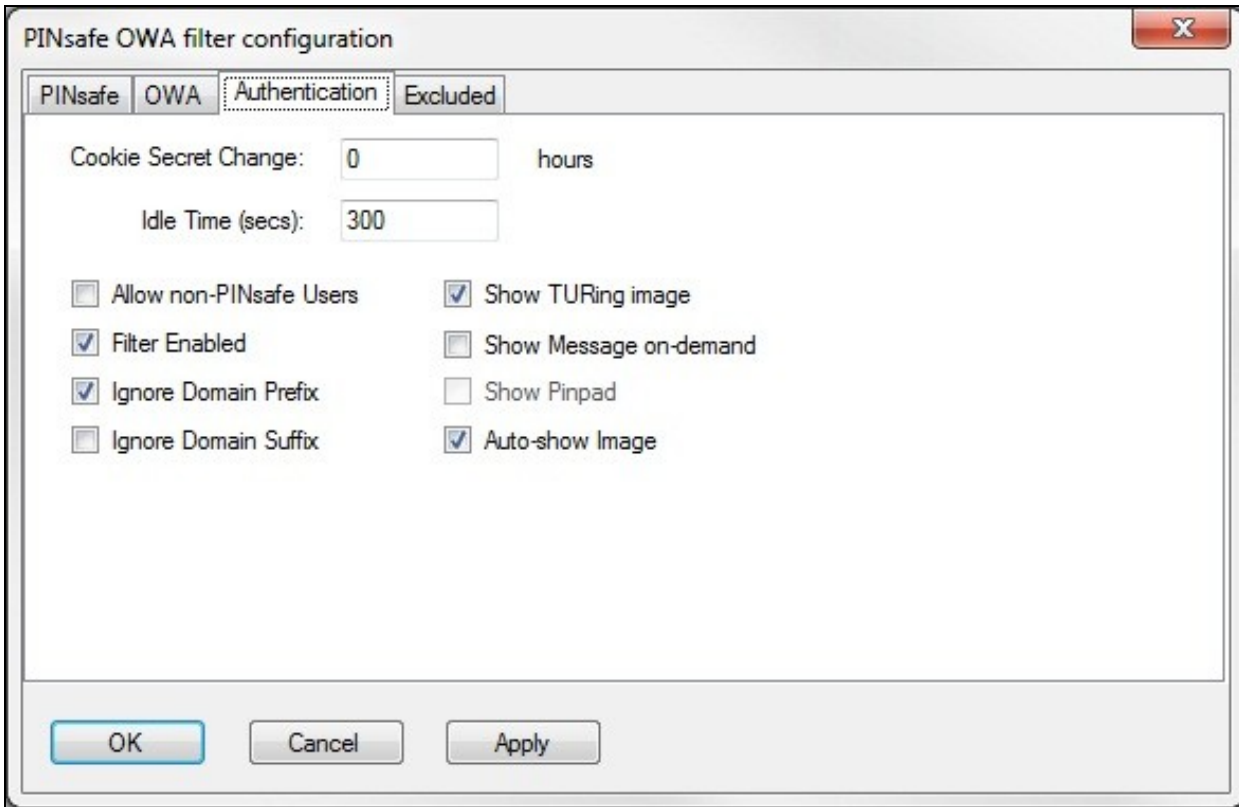 PINsafe OWA filter configuration
X
PINsafe OWA Authentication Excluded
Cookie Secret Change: 0 hours
Idle Time (secs): 300
Allow non-PINsafe Users Show TURing image
Filter Enabled Show Message on-demand
Ignore Domain Prefix Show Pinpad
Ignore Domain Suffix Auto-show Image
OK Cancel Apply